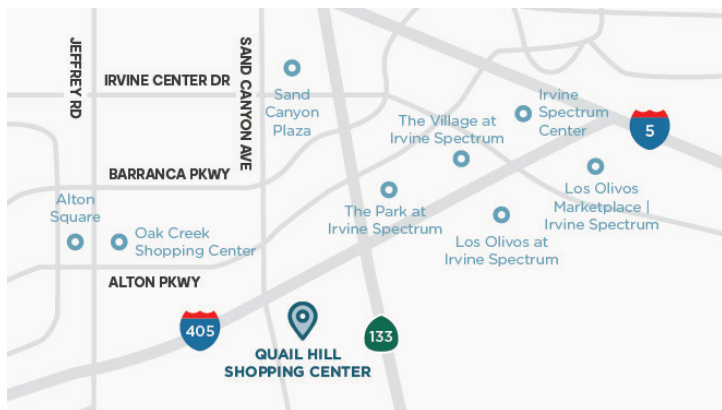 JEFFREY RD
IRVINE CENTER DR
SAND CANYON AVE
Sand
Canyon
Plaza
The Village at
Irvine Spectrum
Irvine
Spectrum
Center
5
BARRANCA PKWY
Alton
Square
Oak Creek
Shopping Center
The Park at
Irvine Spectrum
Los Olivos at
Irvine Spectrum
Los Olivos
Marketplace |
Irvine Spectrum
ALTON PKWY
405
133
QUAIL HILL
SHOPPING CENTER